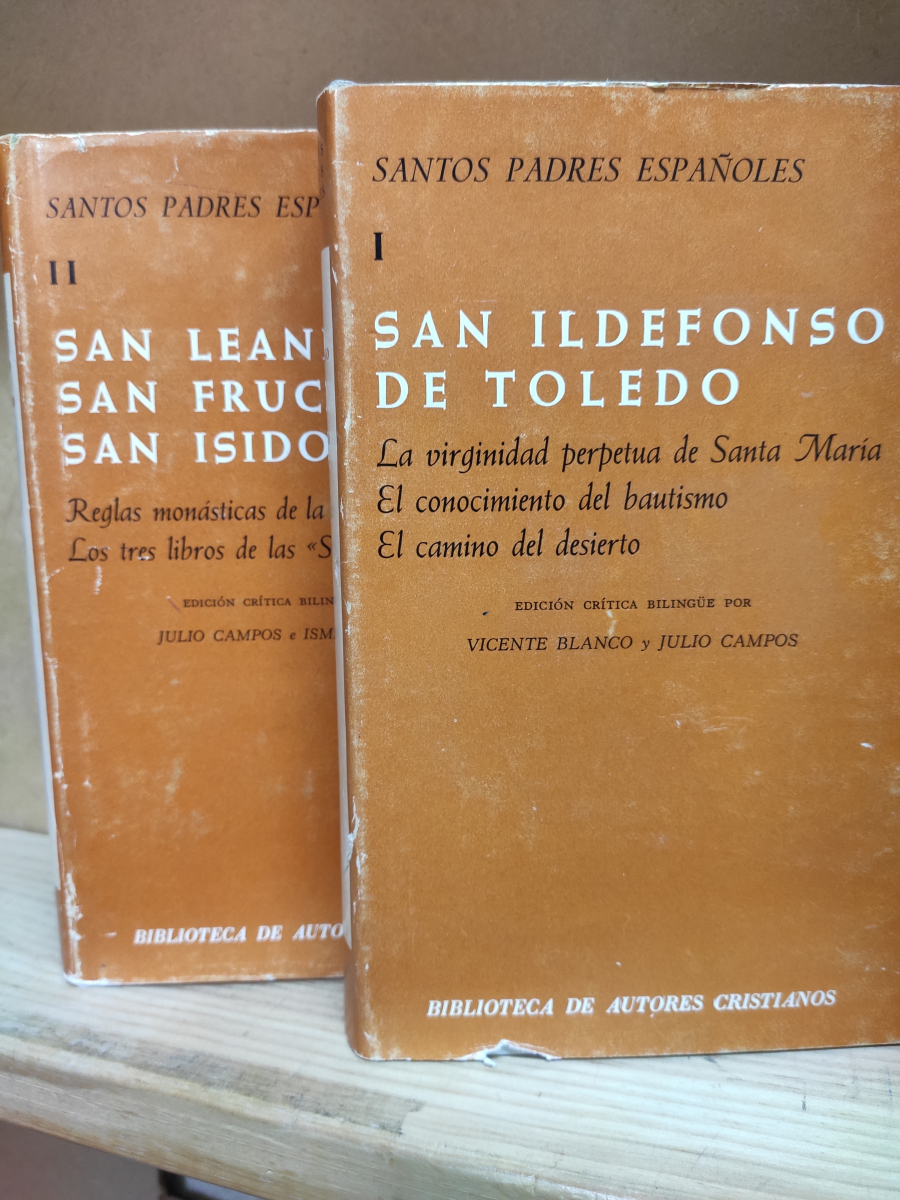 SANTOS PADRES ESP
II
SAN LEAN
SAN FRUC
SAN ISIDO
Reglas monásticas de la
Los tres libros de las «S
EDICIÓN CRÍTICA BILIN
JULIO CAMPOS e ISM
BIBLIOTECA DE AUTO
SANTOS PADRES ESPAÑOLES
I
SAN ILDEFONSO
DE TOLEDO
La virginidad perpetua de Santa María
El conocimiento del bautismo
El camino del desierto
EDICIÓN CRÍTICA BILINGÜE POR
VICENTE BLANCO y JULIO CAMPOS
BIBLIOTECA DE AUTORES CRISTIANOS